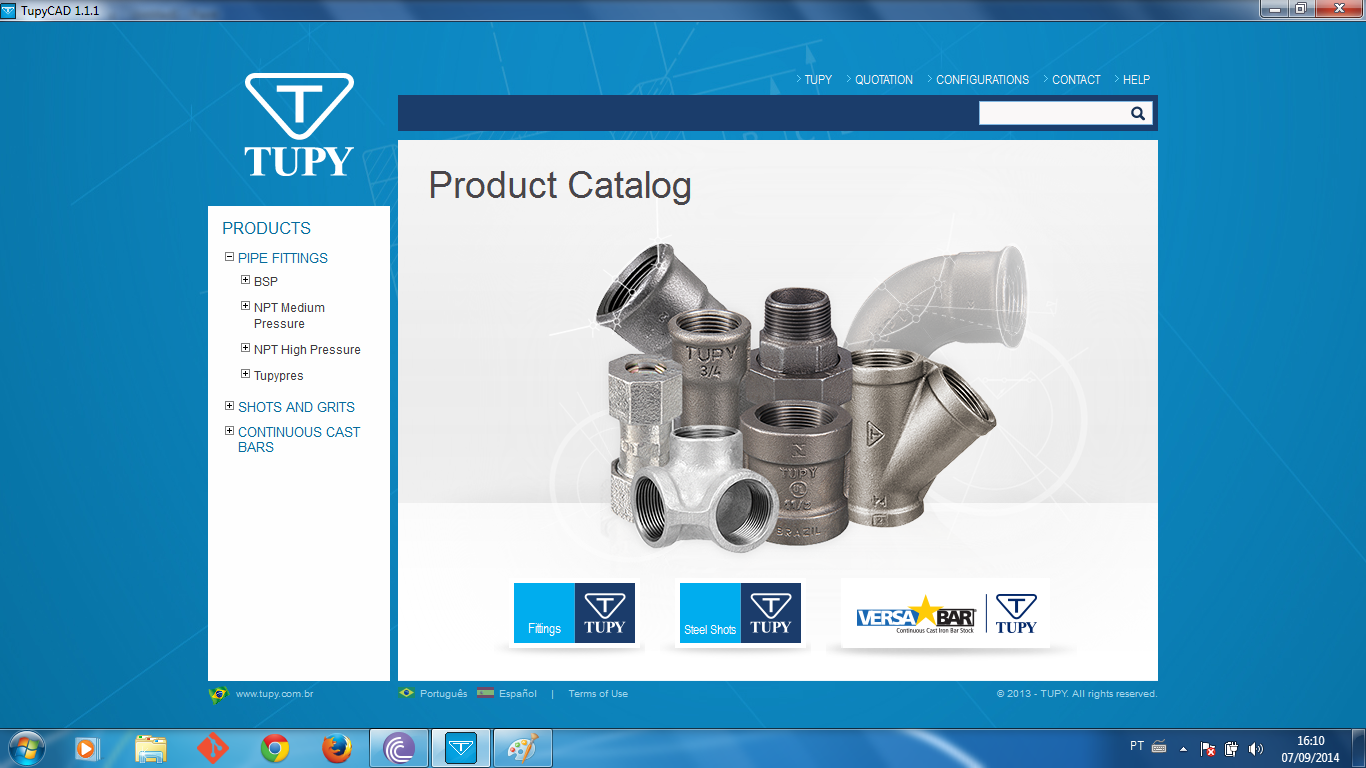 TupyCAD 1.1.1
TUPY
QUOTATION
CONFIGURATIONS
CONTACT
HELP
T
TUPY
Product Catalog
PRODUCTS
PIPE FITTINGS
BSP
NPT Medium
Pressure
NPT High Pressure
Tupypres
SHOTS AND GRITS
CONTINUOUS CAST
BARS
TUPY
3/4
N
TUPY
UL
BRAZIL
Fittings
T
TUPY
Steel Shots
T
TUPY
VERSA BAR
Continuous Cast Iron Bar Stock
T
TUPY
www.tupy.com.br
Português
Español
|
Terms of Use
© 2013 - TUPY. All rights reserved.
PT
16:10
07/09/2014